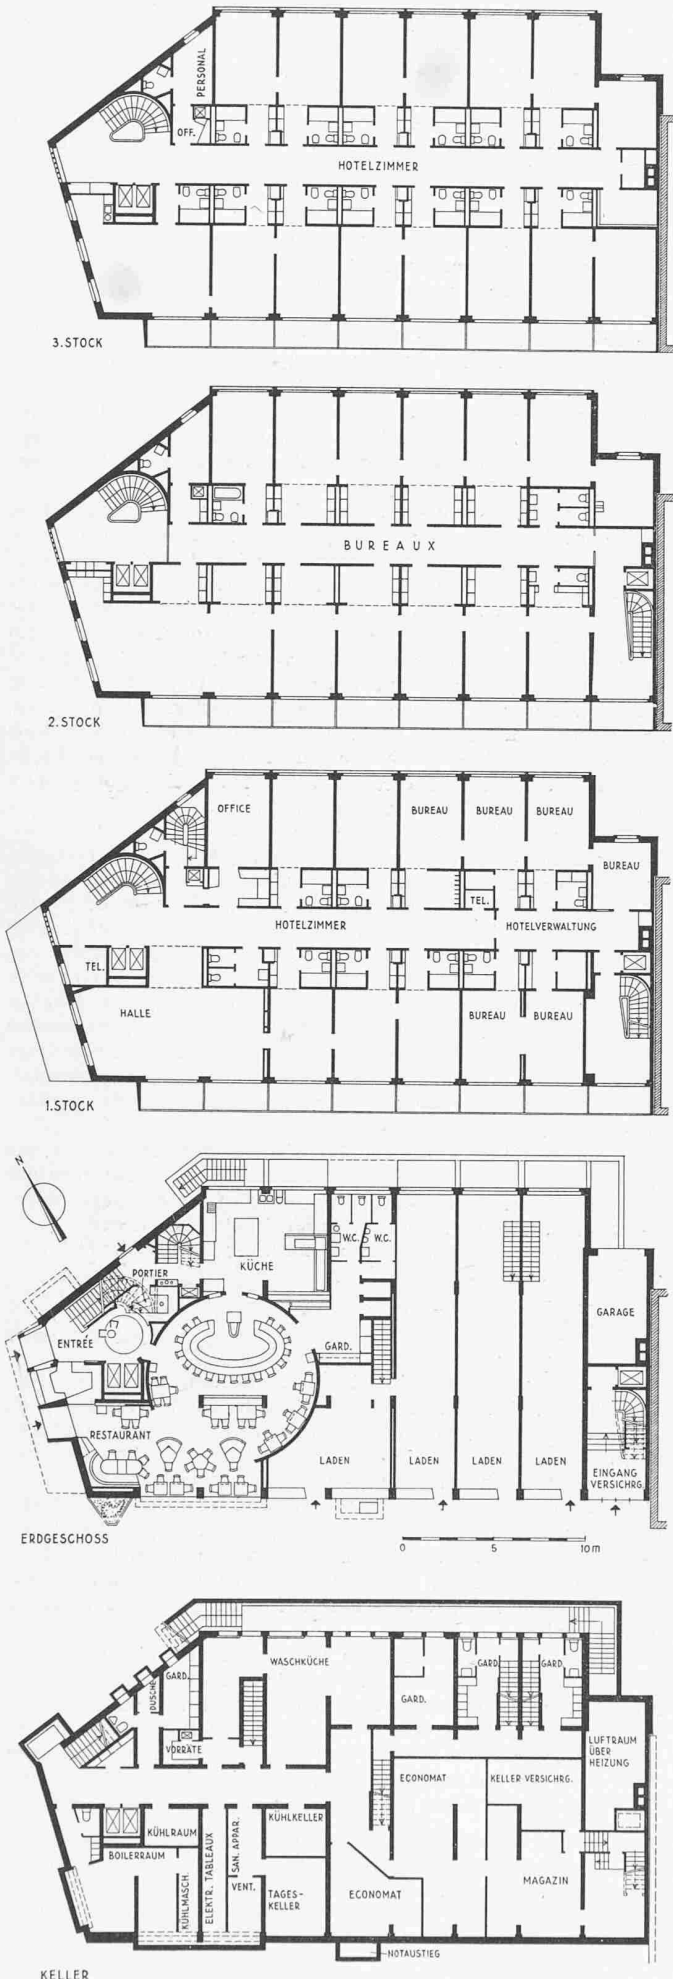 PERSONAL
OFF.
HOTELZIMMER
3.STOCK
BUREAUX
2.STOCK
OFFICE
BUREAU
BUREAU
BUREAU
BUREAU
TEL.
HOTELZIMMER
HOTELVERWALTUNG
TEL.
HALLE
BUREAU
BUREAU
1.STOCK
N
W.C.
W.C.
KÜCHE
PORTIER
GARAGE
ENTRÉE
GARD.
RESTAURANT
LADEN
LADEN
LADEN
LADEN
EINGANG
VERSICHRG.
ERDGESCHOSS
0 5 10m
WASCHKÜCHE
GARD.
GARD.
GARD.
DUSCHE
GARD.
VORRÄTE
LUFTRAUM
ÜBER
HEIZUNG
ECONOMAT
KELLER VERSICHRG.
KÜHLRAUM
KÜHLKELLER
BOILERRAUM
ELEKTR. TABLEAUX
SAN. APPAR.
KÜHLMASCH.
VENT.
TAGES-
KELLER
ECONOMAT
MAGAZIN
NOTAUSTIEG
KELLER